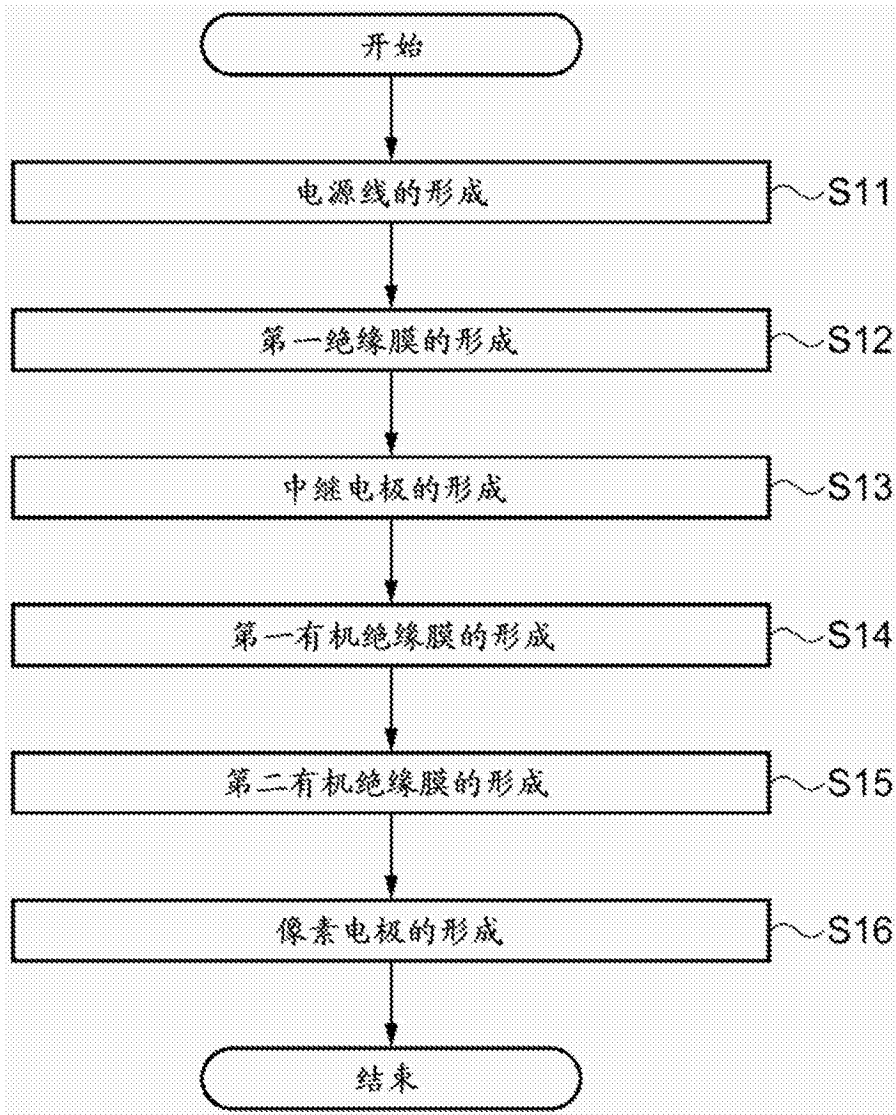 开始
电源线的形成 S11
第一绝缘膜的形成 S12
中继电极的形成 S13
第一有机绝缘膜的形成 S14
第二有机绝缘膜的形成 S15
像素电极的形成 S16
结束